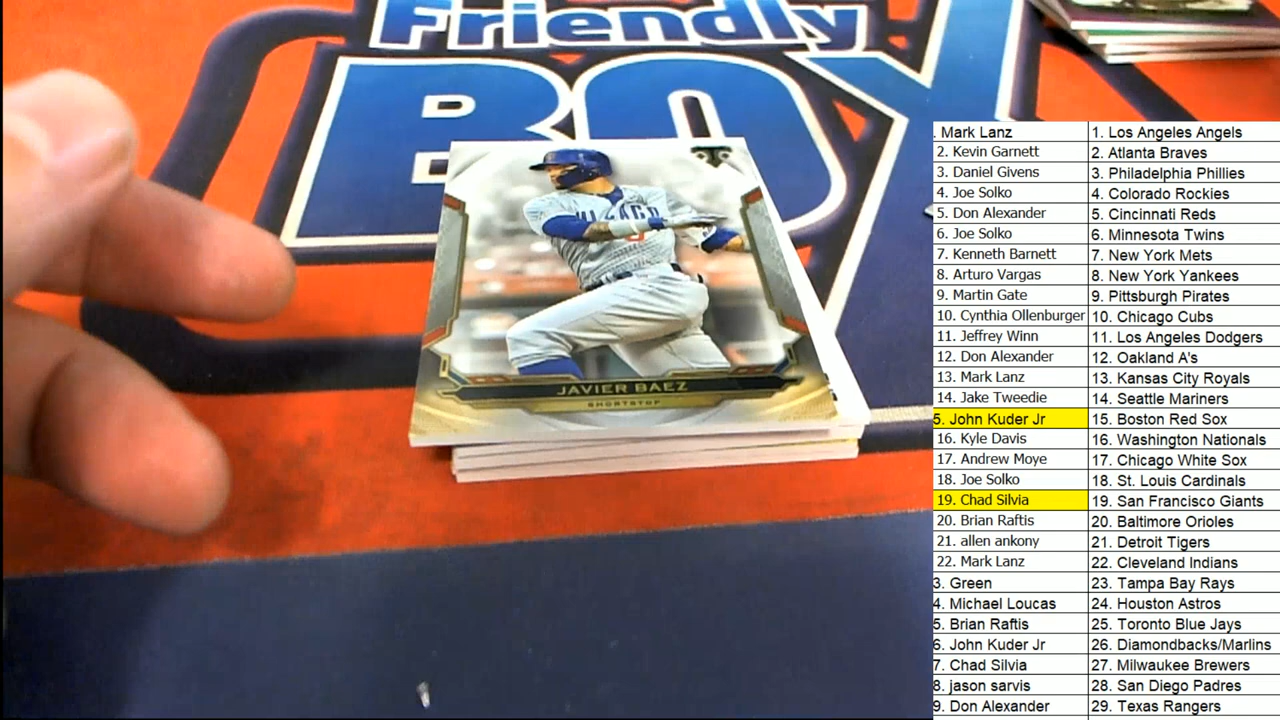 Friendly
BOX
CHICAGO
JAVIER BAEZ
SHORTSTOP
. Mark Lanz 1. Los Angeles Angels
2. Kevin Garnett 2. Atlanta Braves
3. Daniel Givens 3. Philadelphia Phillies
4. Joe Solko 4. Colorado Rockies
5. Don Alexander 5. Cincinnati Reds
6. Joe Solko 6. Minnesota Twins
7. Kenneth Barnett 7. New York Mets
8. Arturo Vargas 8. New York Yankees
9. Martin Gate 9. Pittsburgh Pirates
10. Cynthia Ollenburger 10. Chicago Cubs
11. Jeffrey Winn 11. Los Angeles Dodgers
12. Don Alexander 12. Oakland A's
13. Mark Lanz 13. Kansas City Royals
14. Jake Tweedie 14. Seattle Mariners
5. John Kuder Jr 15. Boston Red Sox
16. Kyle Davis 16. Washington Nationals
17. Andrew Moye 17. Chicago White Sox
18. Joe Solko 18. St. Louis Cardinals
19. Chad Silvia 19. San Francisco Giants
20. Brian Raftis 20. Baltimore Orioles
21. allen ankony 21. Detroit Tigers
22. Mark Lanz 22. Cleveland Indians
3. Green 23. Tampa Bay Rays
4. Michael Loucas 24. Houston Astros
5. Brian Raftis 25. Toronto Blue Jays
6. John Kuder Jr 26. Diamondbacks/Marlins
7. Chad Silvia 27. Milwaukee Brewers
8. jason sarvis 28. San Diego Padres
9. Don Alexander 29. Texas Rangers